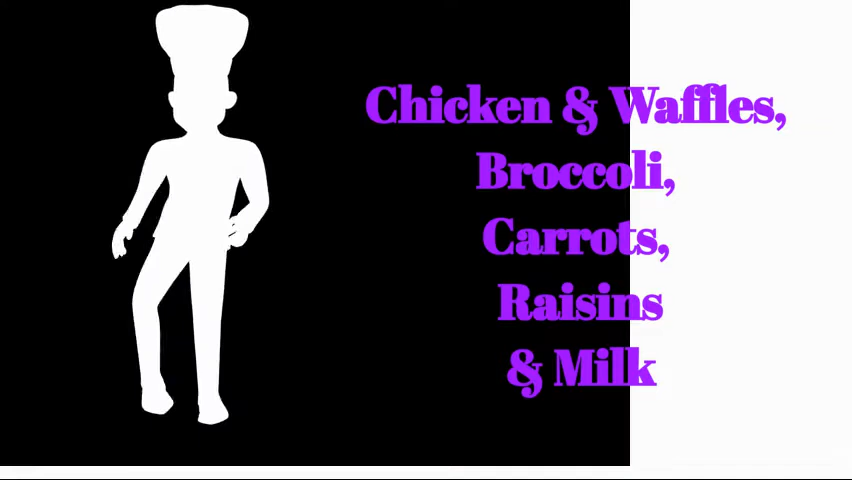 Chicken & Waffles,
Broccoli,
Carrots,
Raisins
& Milk